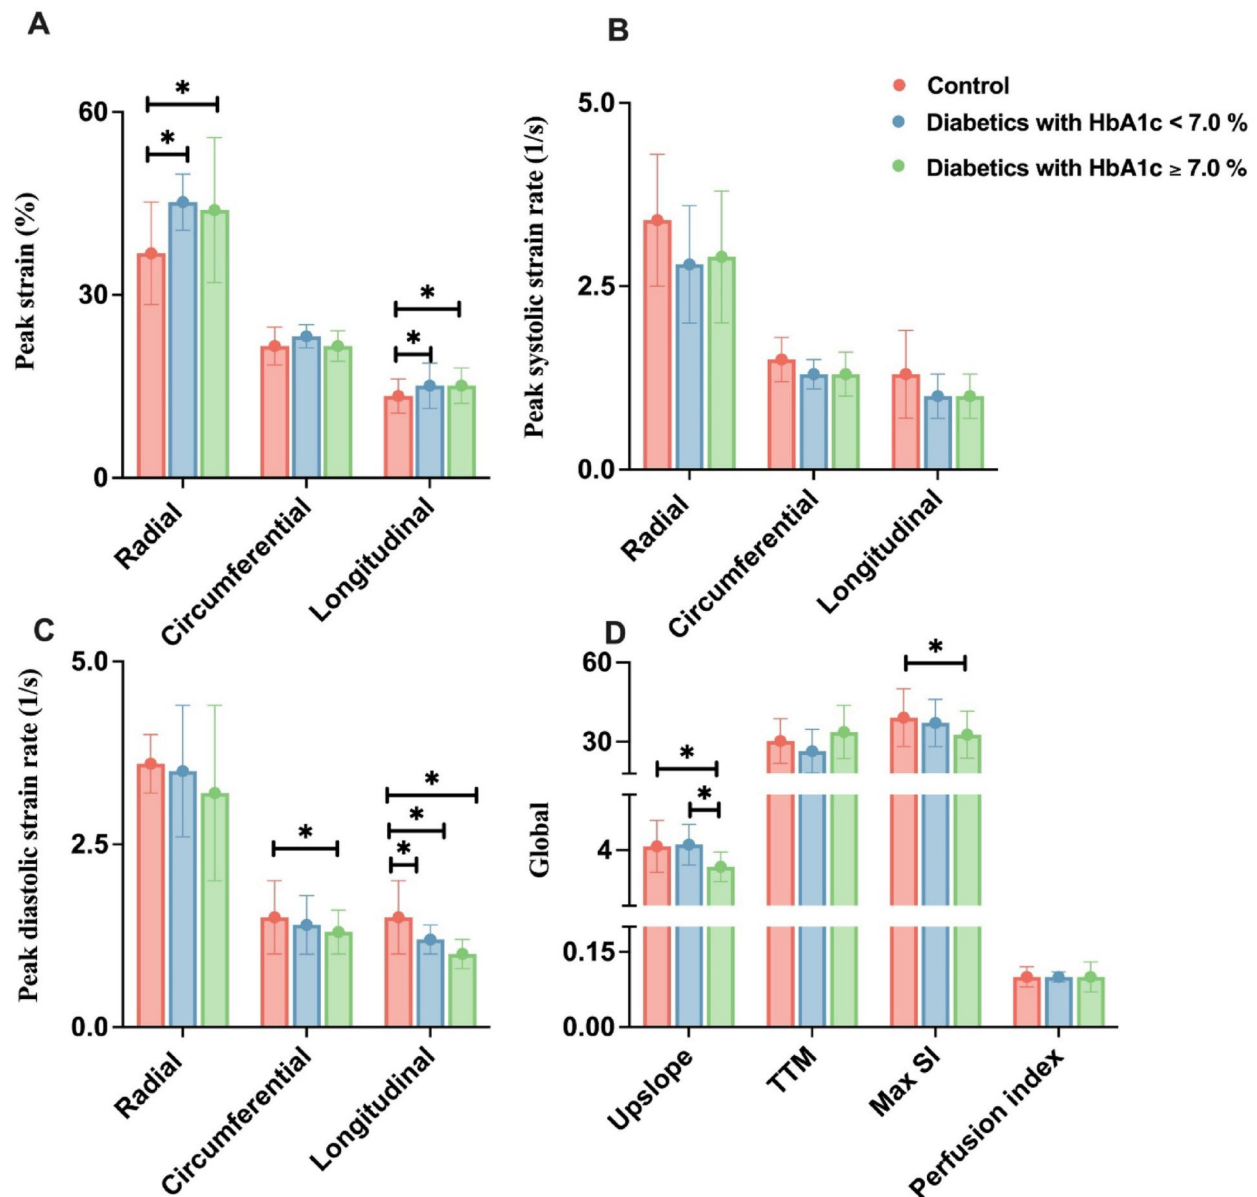 A
Peak strain (%)
60
30
0
*
*
*
*
Radial
Circumferential
Longitudinal
B
Peak systolic strain rate (1/s)
5.0
2.5
0.0
Radial
Circumferential
Longitudinal
Control
Diabetics with HbA1c < 7.0 %
Diabetics with HbA1c ≥ 7.0 %
C
Peak diastolic strain rate (1/s)
5.0
2.5
0.0
*
*
*
*
Radial
Circumferential
Longitudinal
D
Global
60
30
4
0.15
0.00
*
*
*
Upslope
TTM
Max SI
Perfusion index